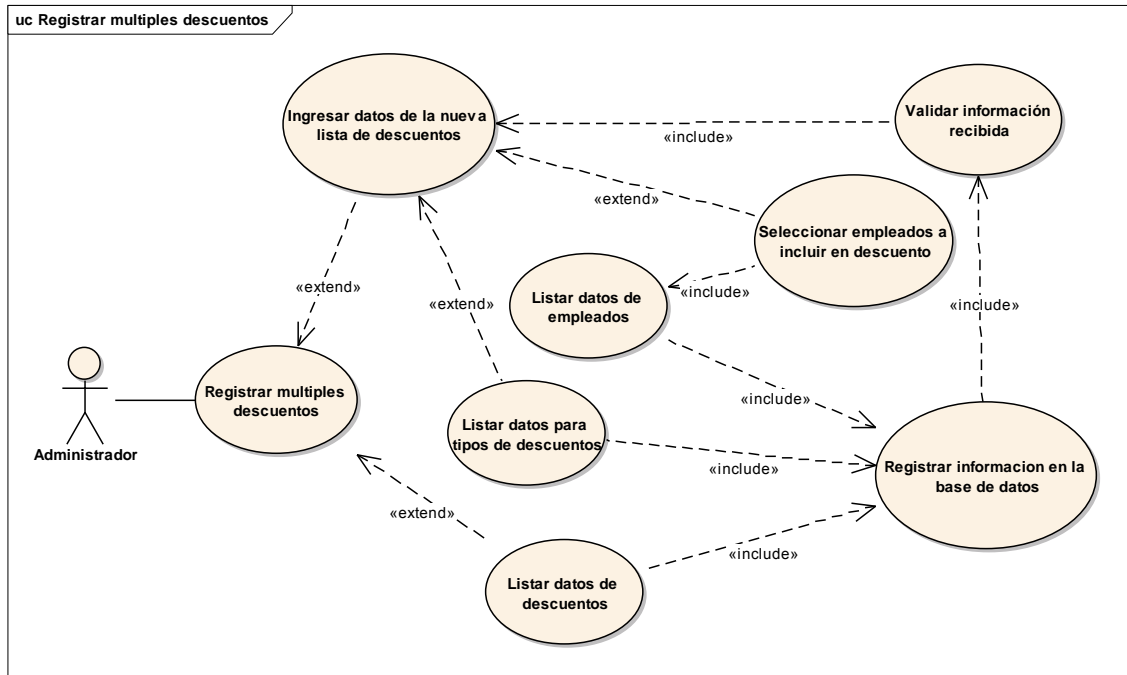 uc Registrar multiples descuentos
Ingresar datos de la nueva
lista de descuentos
Validar información
recibida
«include»
«extend»
Seleccionar empleados a
incluir en descuento
«extend»
«extend»
Listar datos de
empleados
«include»
«include»
Registrar multiples
descuentos
Administrador
«include»
Listar datos para
tipos de descuentos
«include»
Registrar informacion en la
base de datos
«extend»
«include»
Listar datos de
descuentos